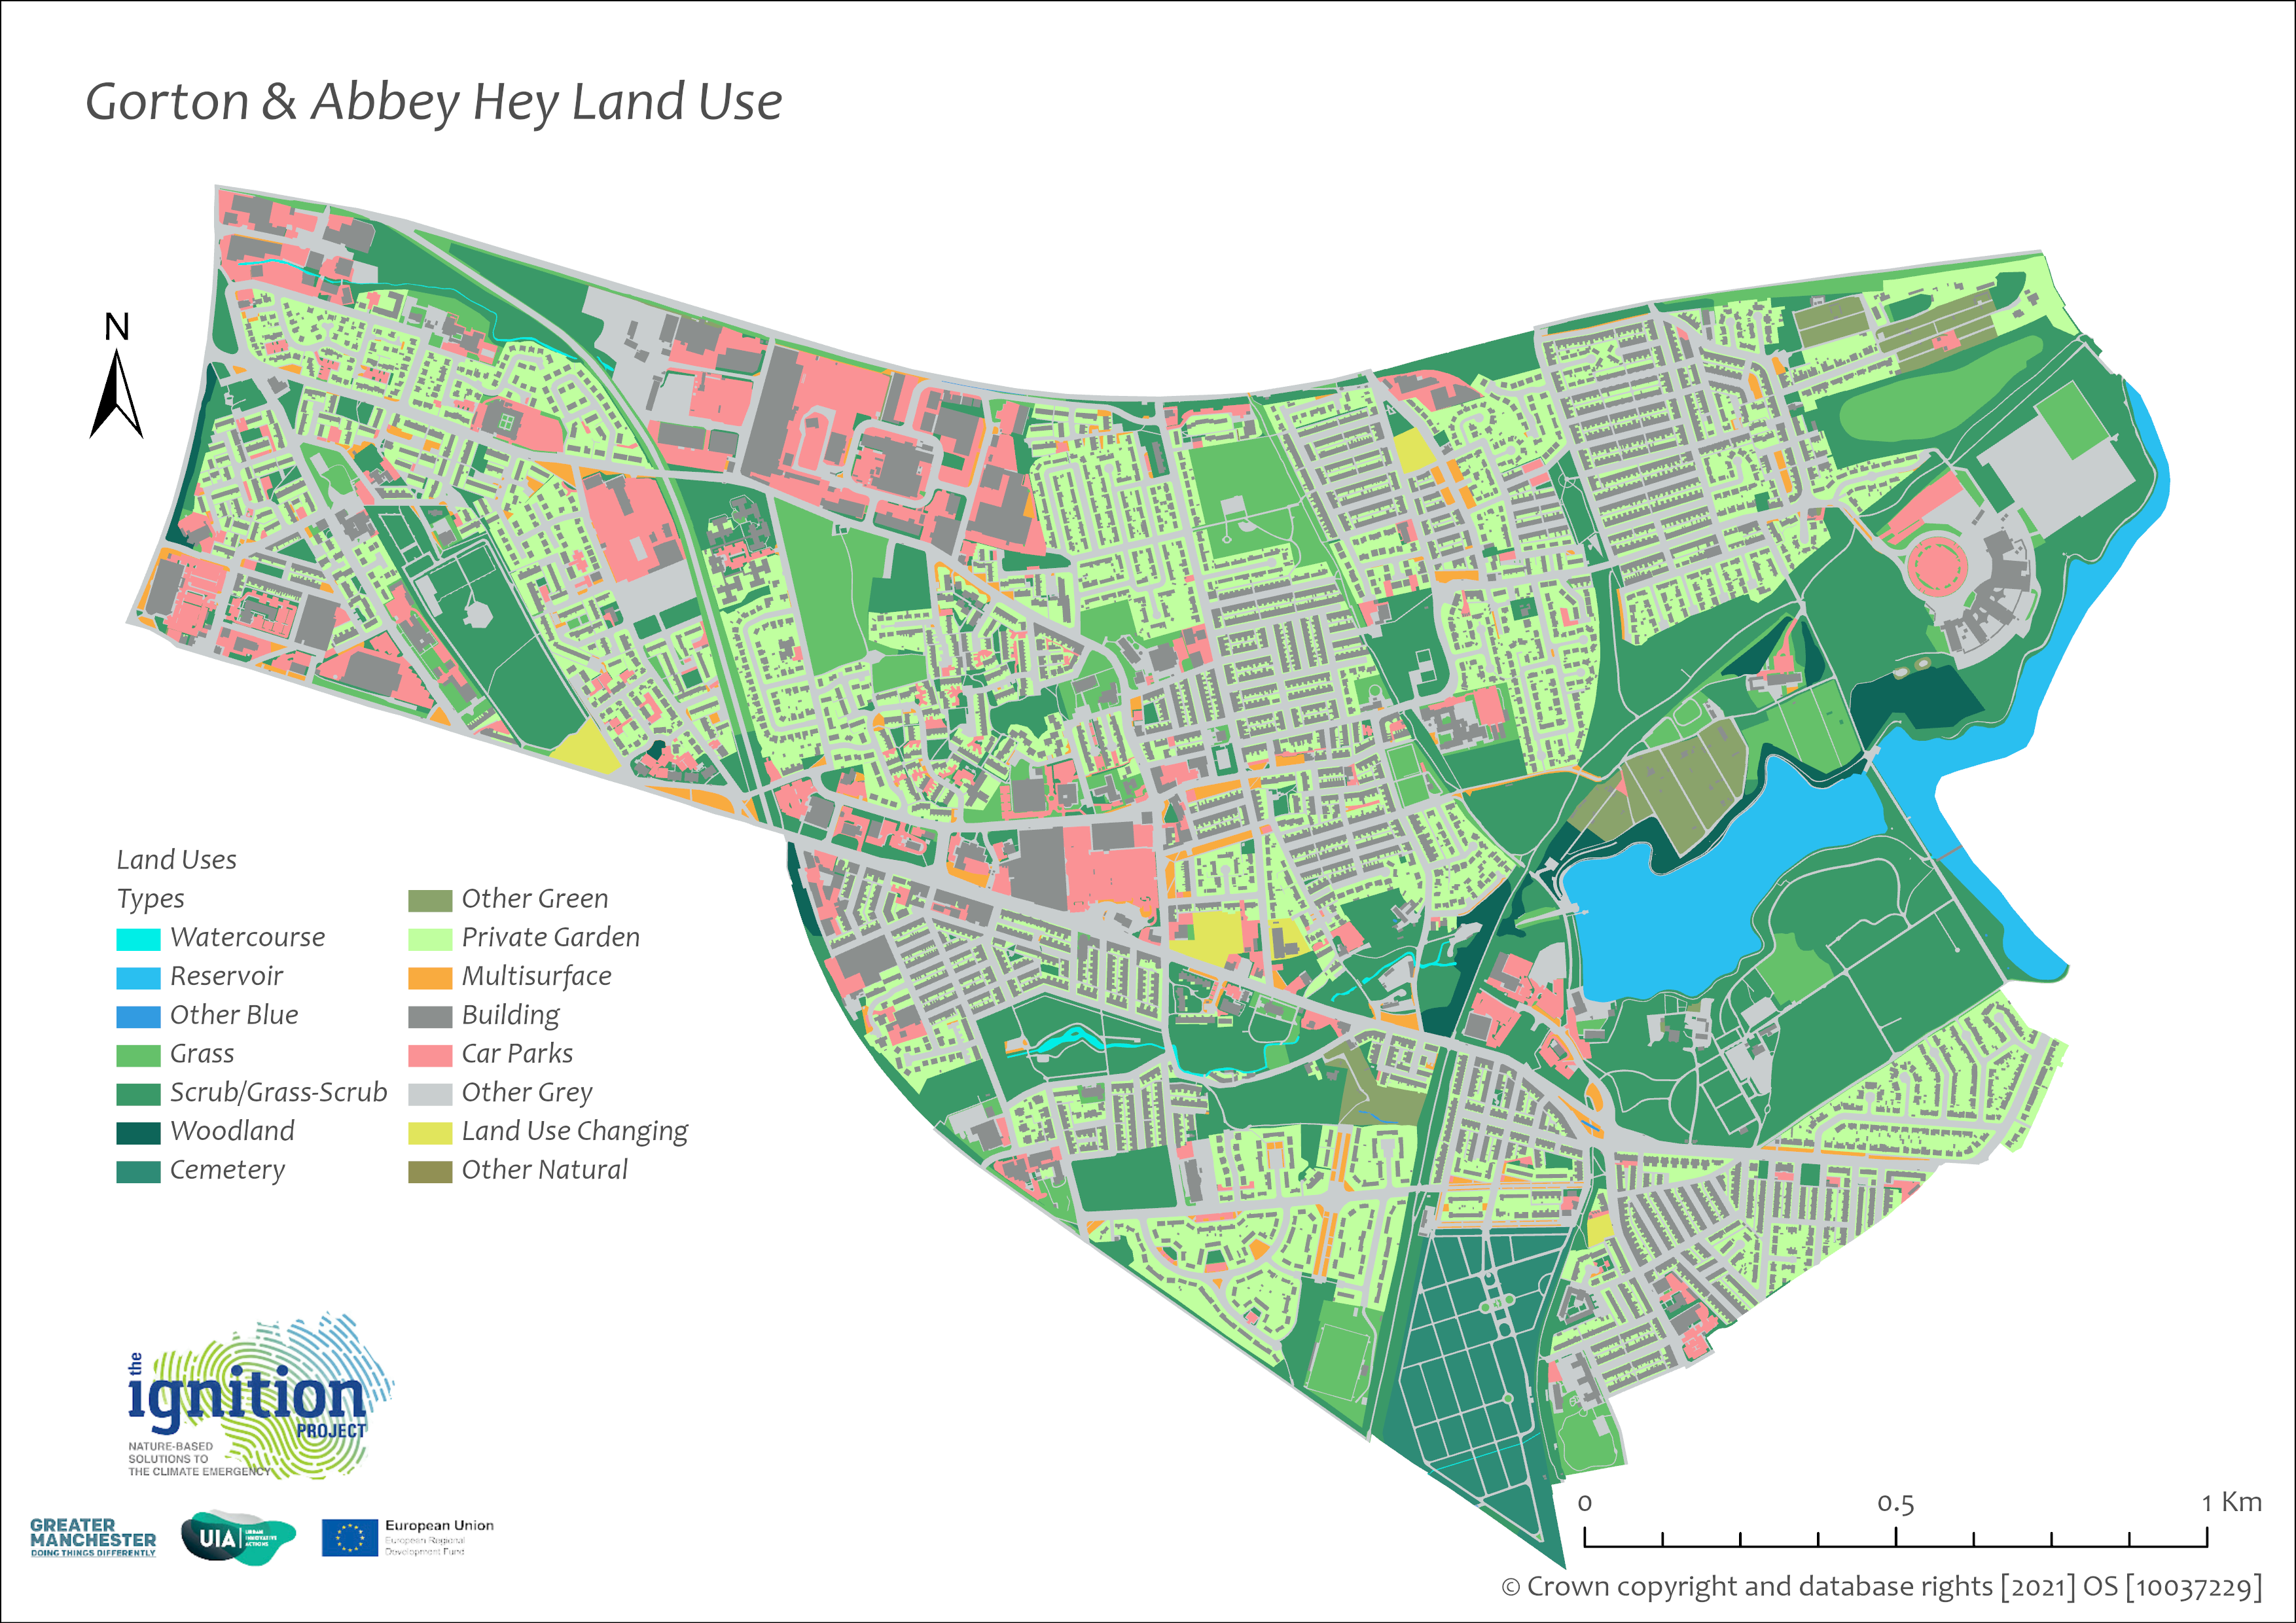 Gorton & Abbey Hey Land Use
N
Land Uses
Types
Watercourse
Reservoir
Other Blue
Grass
Scrub/Grass-Scrub
Woodland
Cemetery
Other Green
Private Garden
Multisurface
Building
Car Parks
Other Grey
Land Use Changing
Other Natural
the
ignition
PROJECT
NATURE-BASED
SOLUTIONS TO
THE CLIMATE EMERGENCY
GREATER
MANCHESTER
DOING THINGS DIFFERENTLY
UIA
URBAN
INNOVATIVE
ACTIONS
European Union
European Regional
Development Fund
0 0.5 1 Km
© Crown copyright and database rights [2021] OS [10037229]